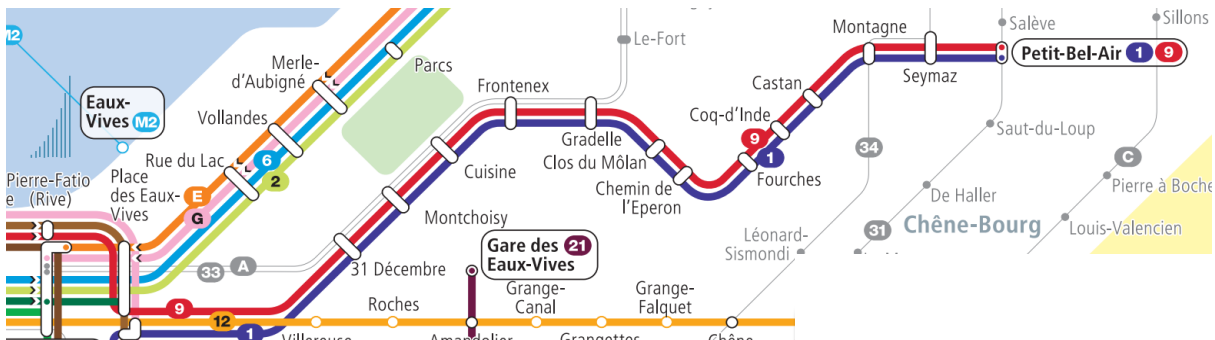 M2
Eaux-
Vives M2
Merle-
d'Aubigné
Parcs
Vollandes
Rue du Lac
6
2
E
G
Pierre-Fatio
(Rive)
Place
des Eaux-
Vives
33
A
9
12
1
31 Décembre
Montchoisy
Cuisine
Frontenex
Le-Fort
Gradelle
Clos du Môlan
Chemin de
l'Eperon
9
1
Fourches
Coq-d'Inde
Castan
Montagne
Seymaz
Salève
Sillons
Petit-Bel-Air 1 9
34
Saut-du-Loup
C
De Haller
Pierre à Boche
Chêne-Bourg
31
Louis-Valencien
Léonard-
Sismondi
Gare des 21
Eaux-Vives
Roches
Grange-
Canal
Grange-
Falquet
Villereuse
Amandolier
Grangettes
Chêne